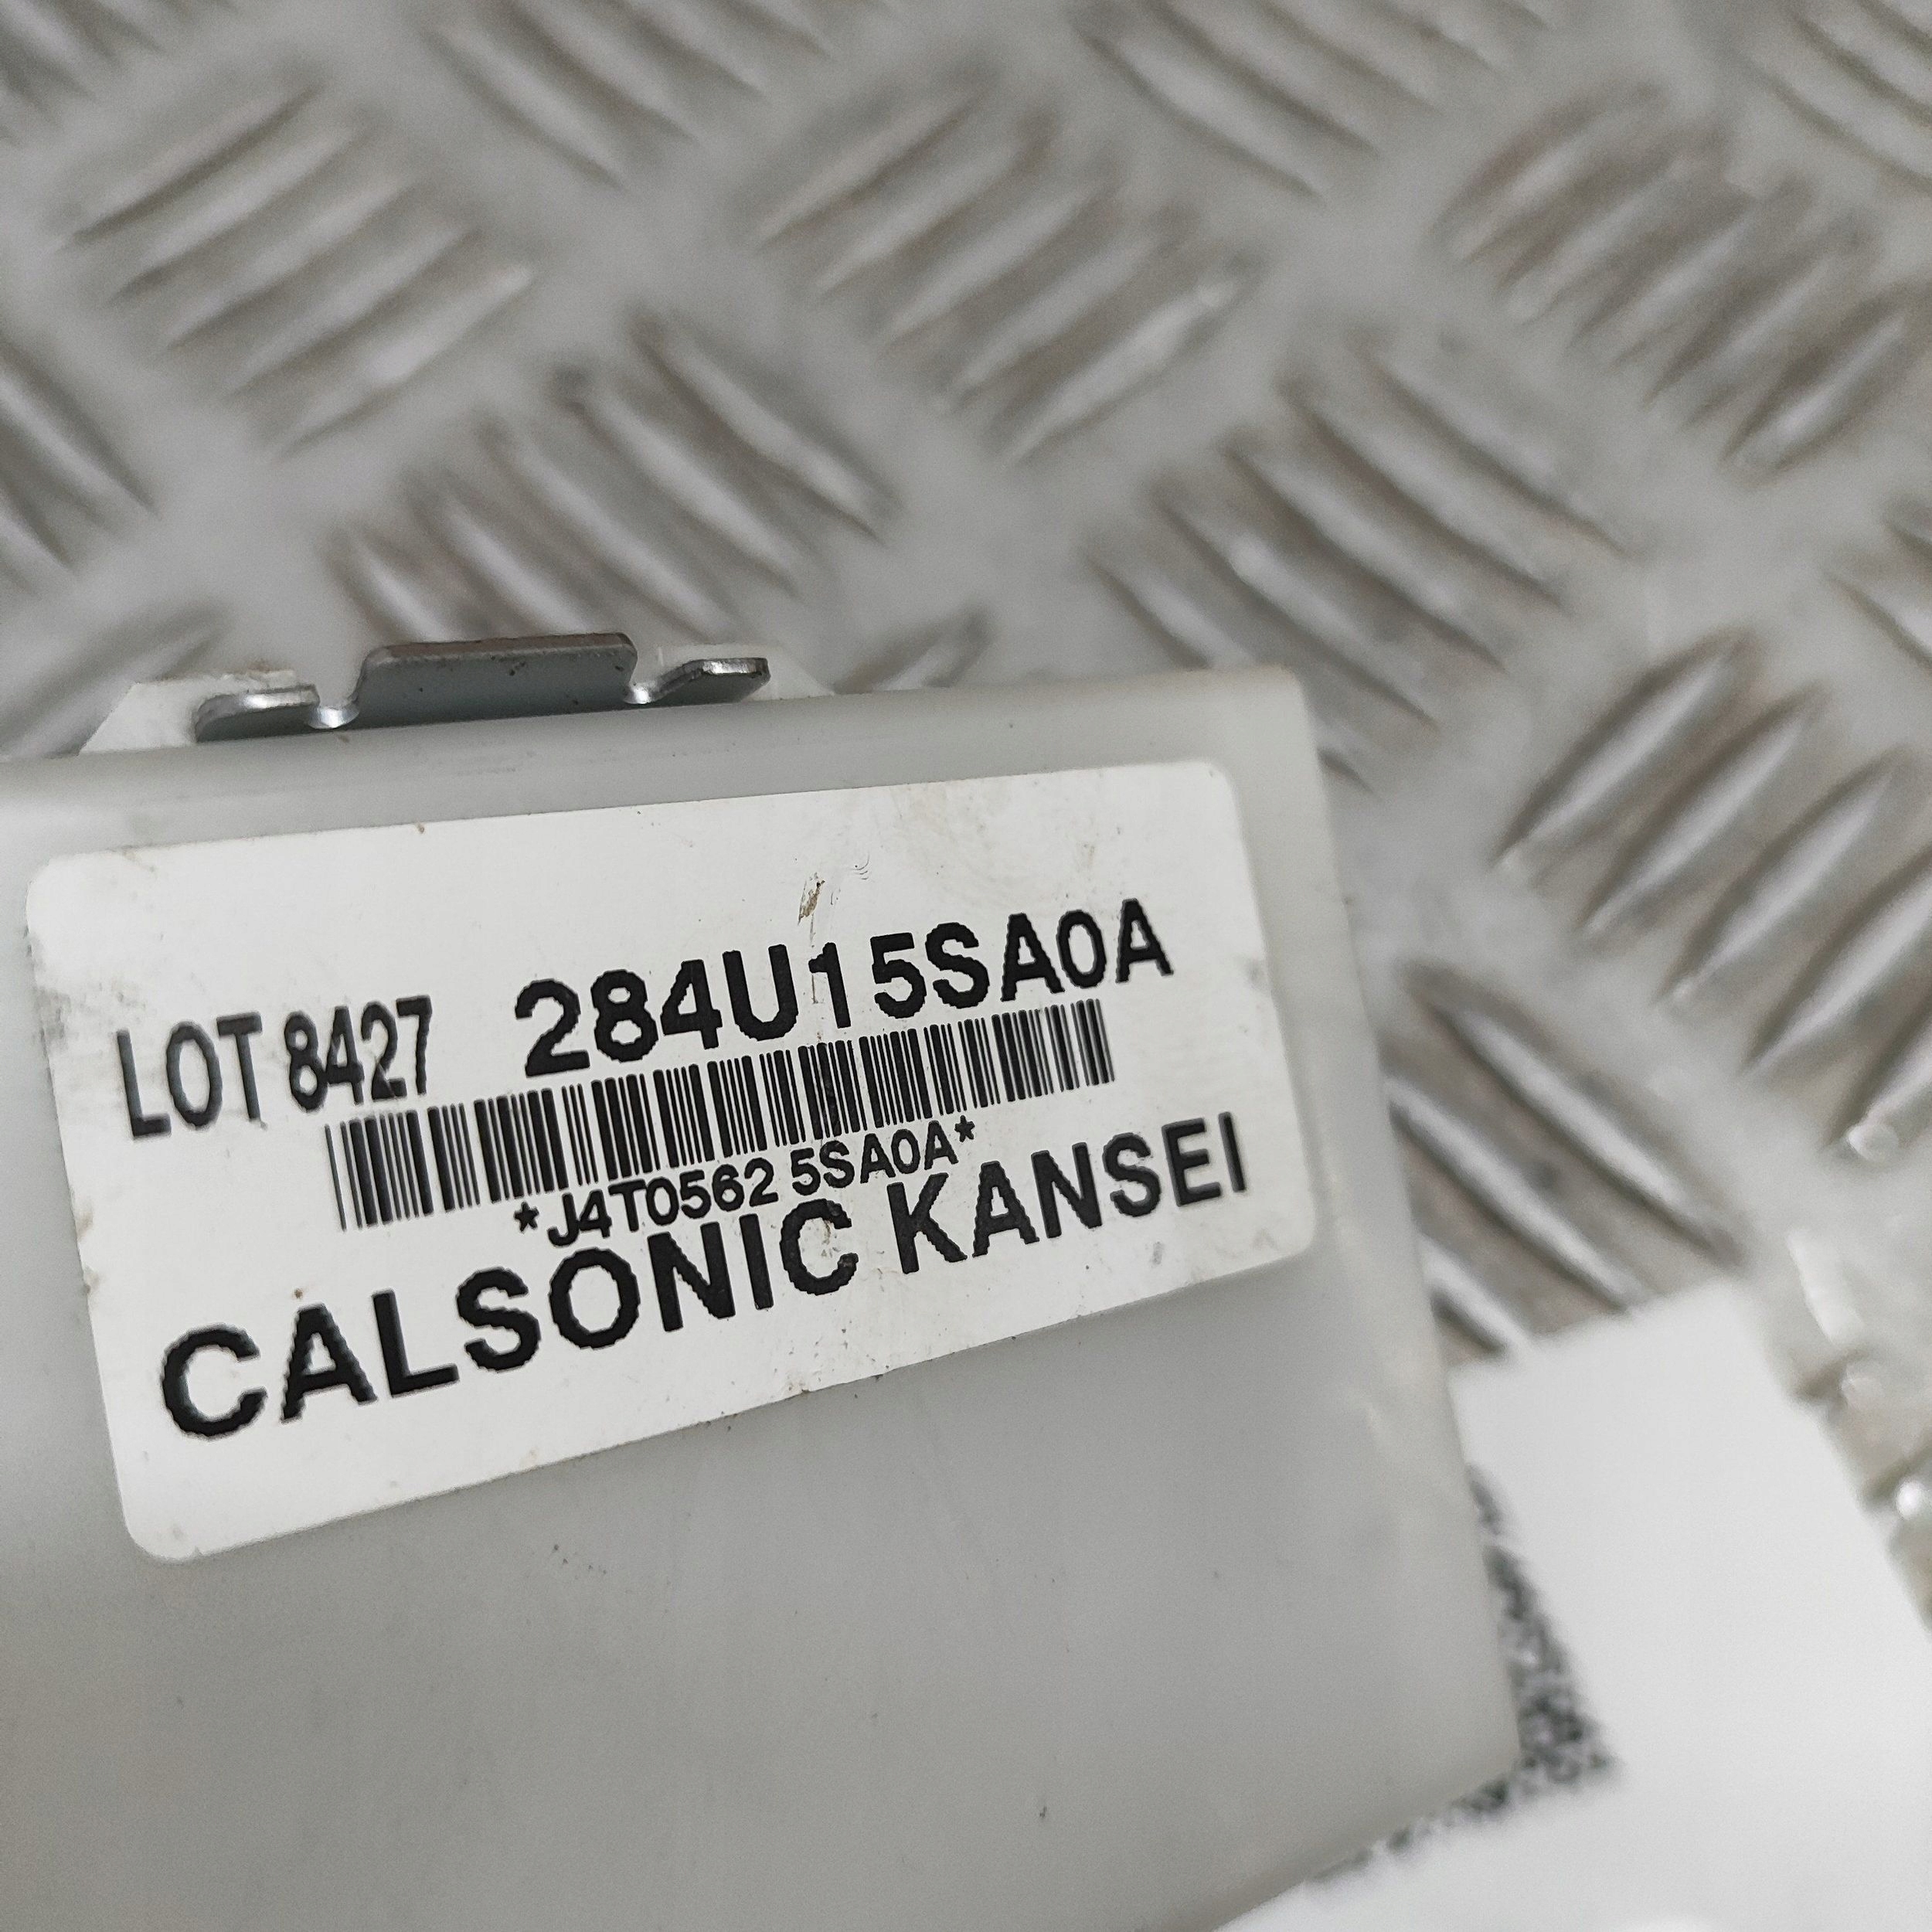 LOT 8427 284U15SA0A
*J4T0562 5SA0A*
CALSONIC KANSEI